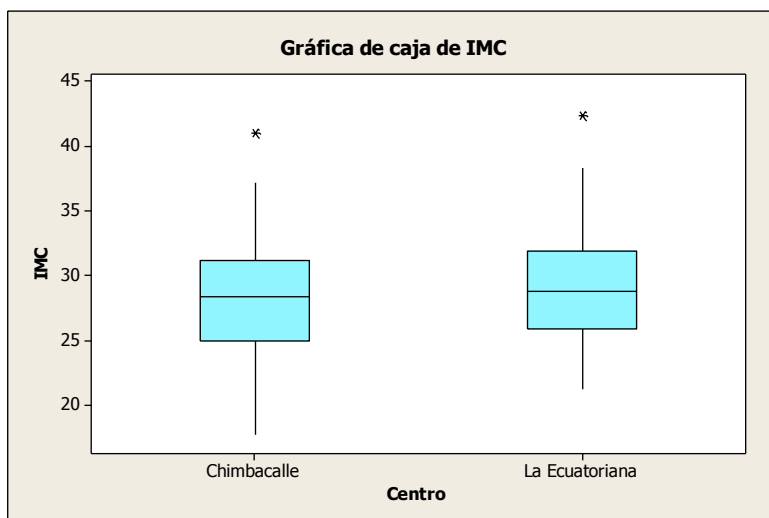 Gráfica de caja de IMC
45
40
35
30
25
20
IMC
Chimbacalle
La Ecuatoriana
Centro